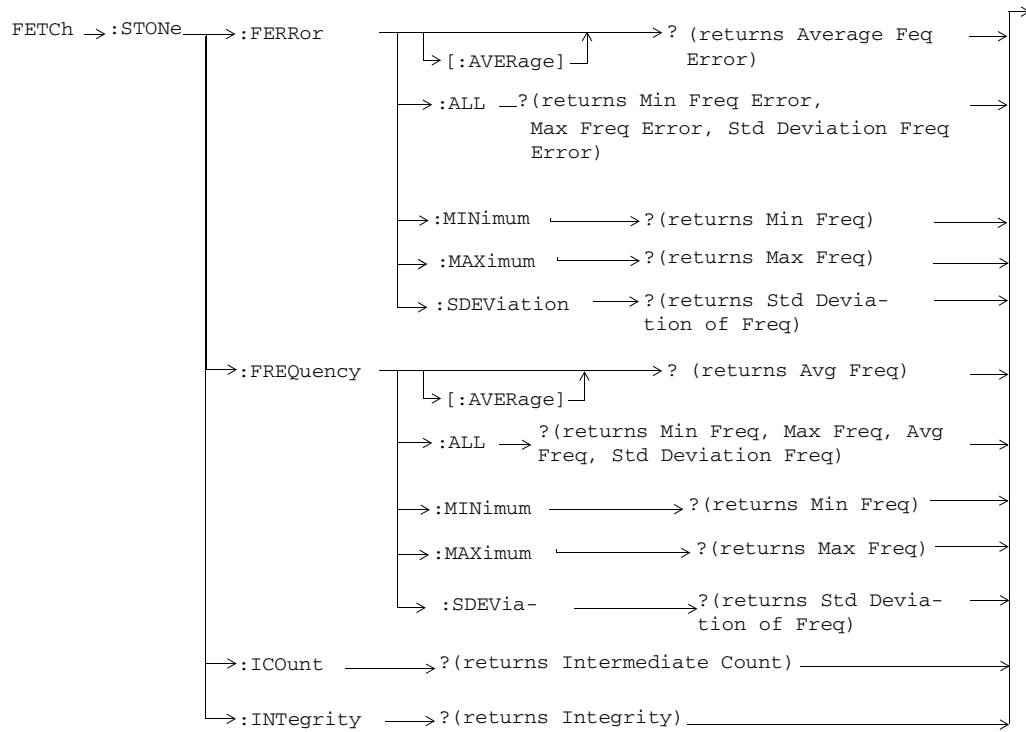 FETCh :STONe :FERRor ? (returns Average Feq
[:AVERage] Error)
:ALL ?(returns Min Freq Error,
Max Freq Error, Std Deviation Freq
Error)
:MINimum ?(returns Min Freq)
:MAXimum ?(returns Max Freq)
:SDEViation ?(returns Std Devia-
tion of Freq)
:FREQuency ? (returns Avg Freq)
[:AVERage]
:ALL ?(returns Min Freq, Max Freq, Avg
Freq, Std Deviation Freq)
:MINimum ?(returns Min Freq)
:MAXimum ?(returns Max Freq)
:SDEVia- ?(returns Std Devia-
tion of Freq)
:ICOunt ?(returns Intermediate Count)
:INTegrity ?(returns Integrity)